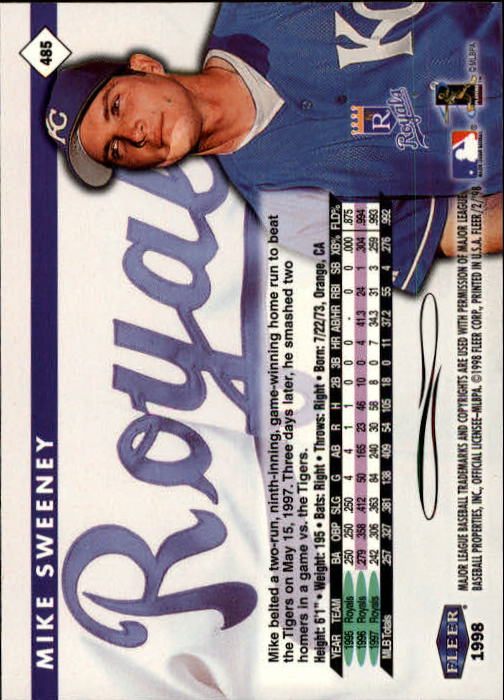 MIKE SWEENEY
485
Royals
KC
Kc
R
Royals
©MLBPA
Mike belted a two-run, ninth-inning, game-winning home run to beat
the Tigers on May 15, 1997. Three days later, he smashed two
homers in a game vs. the Tigers.
Height: 6'1" • Weight: 195 • Bats: Right • Throws: Right • Born: 7/22/73, Orange, CA
YEAR TEAM BA OBP SLG G AB R H 2B 3B HR AB/HR RBI SB XB% FLD%
1995 Royals .250 .250 .250 4 4 1 1 0 0 0 0 0 0 .000 .875
1996 Royals .279 .358 .412 50 165 23 46 10 0 4 41.3 24 1 .304 .994
1997 Royals .242 .306 .363 84 240 30 58 8 0 7 34.3 31 3 .259 .993
MLB Totals .257 .327 .381 138 409 54 105 18 0 11 37.2 55 4 .276 .992
FLEER
1998
MAJOR LEAGUE BASEBALL TRADEMARKS AND COPYRIGHTS ARE USED WITH PERMISSION OF MAJOR LEAGUE
BASEBALL PROPERTIES, INC. OFFICIAL LICENSEE-MLBPA. ©1998 FLEER CORP., PRINTED IN U.S.A. FLEER/2/'98